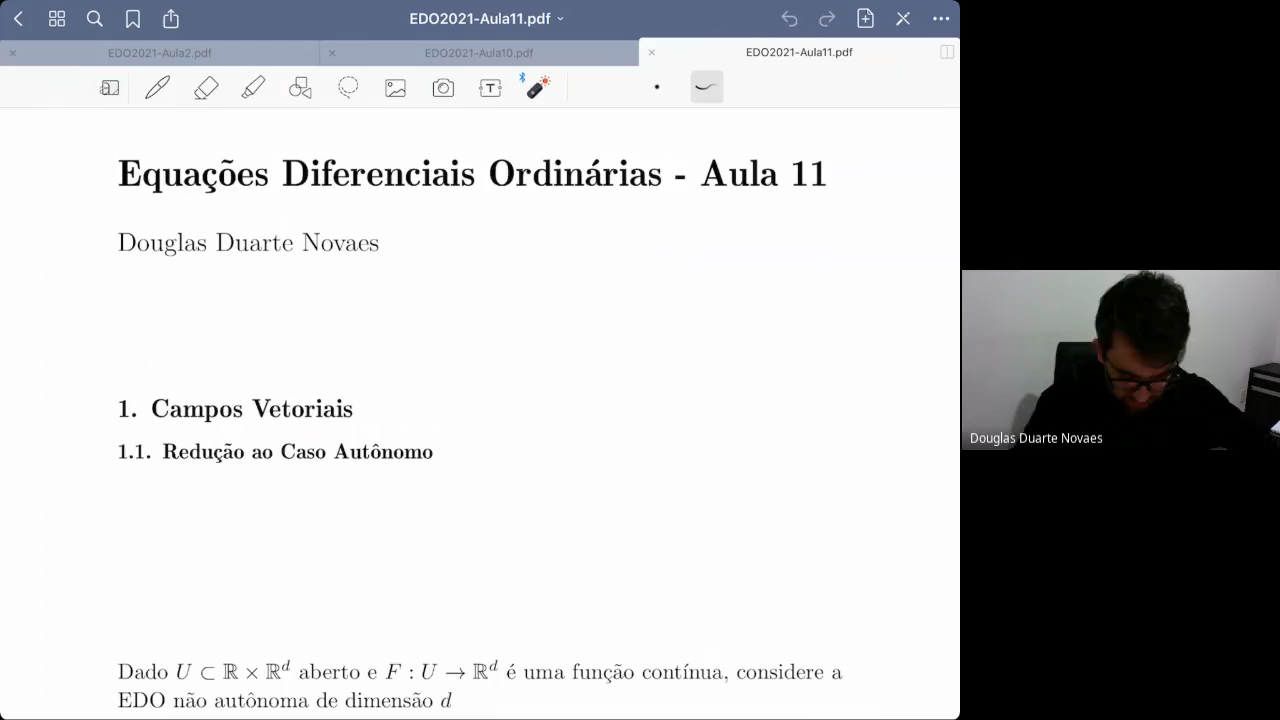 EDO2021-Aula11.pdf
EDO2021-Aula2.pdf
EDO2021-Aula10.pdf
EDO2021-Aula11.pdf
T
Equações Diferenciais Ordinárias - Aula 11
Douglas Duarte Novaes
1. Campos Vetoriais
1.1. Redução ao Caso Autônomo
Dado U ⊂ ℝ × ℝᵈ aberto e F : U → ℝᵈ é uma função contínua, considere a
EDO não autônoma de dimensão d
Douglas Duarte Novaes